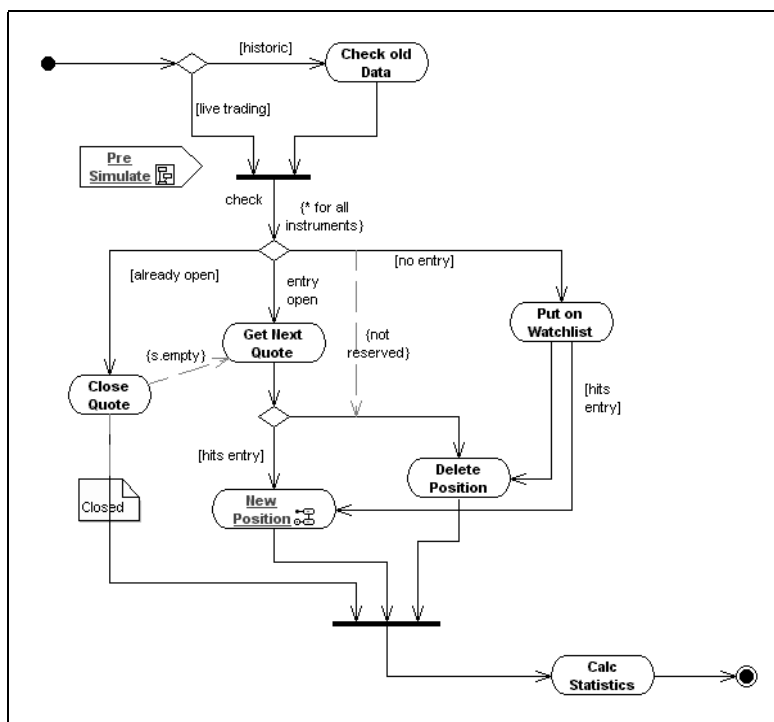 [historic]
Check old
Data
[live trading]
Pre
Simulate
check
{* for all
instruments}
[already open]
entry
open
[no entry]
Put on
Watchlist
Get Next
Quote
{not
reserved}
{s.empty}
Close
Quote
[hits
entry]
[hits entry]
Delete
Position
New
Position
Closed
Calc
Statistics